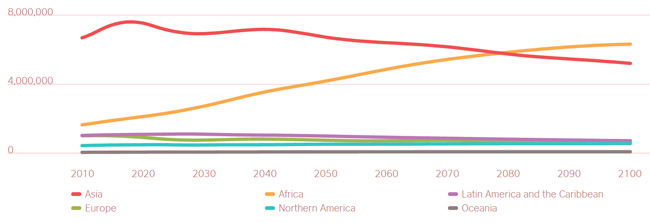 8,000,000
4,000,000
0
2010 2020 2030 2040 2050 2060 2070 2080 2090 2100
Asia Africa Latin America and the Caribbean
Europe Northern America Oceania